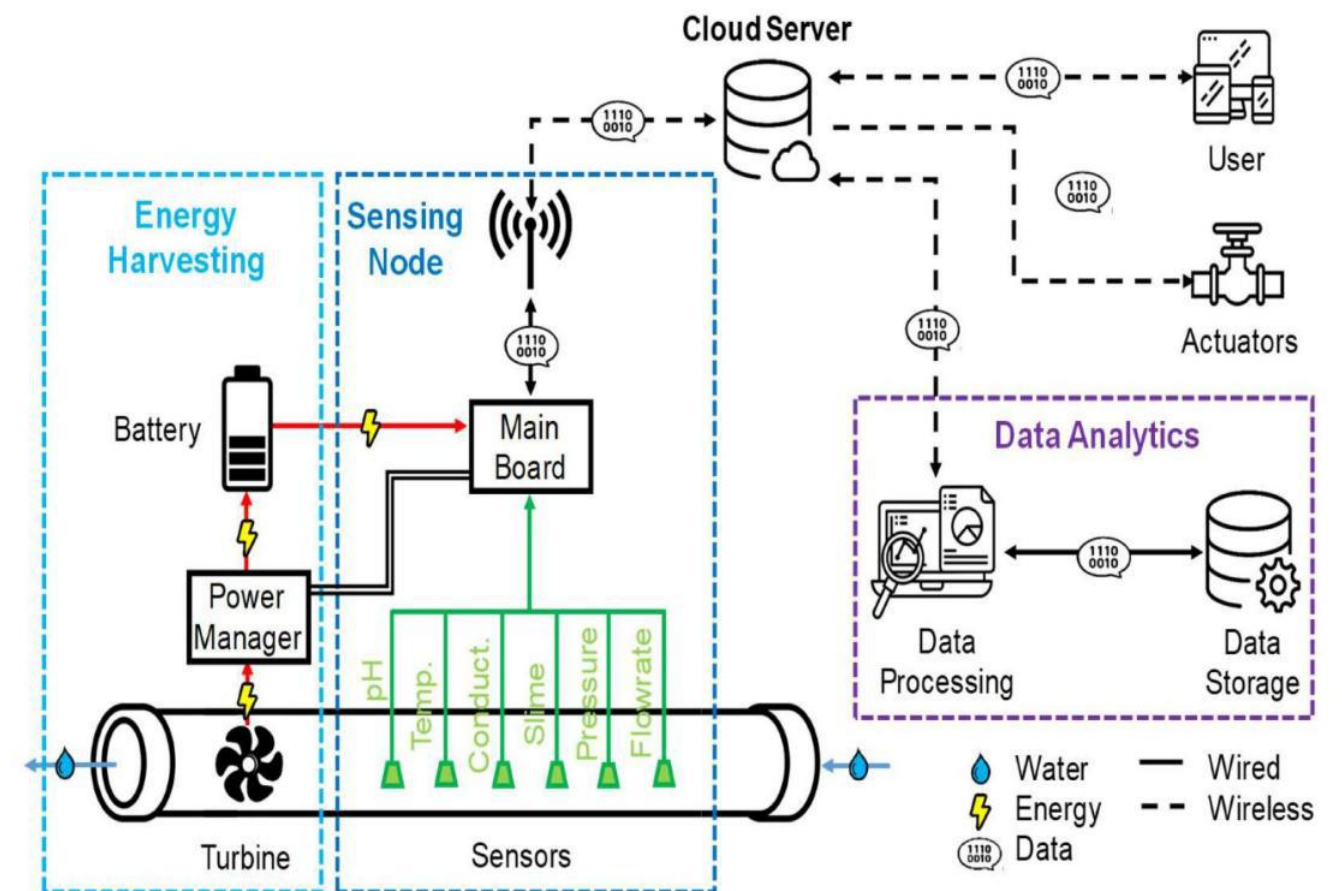 Cloud Server
1110
0010
1110
0010
User
1110
0010
Energy
Harvesting
Sensing
Node
1110
0010
1110
0010
Actuators
Battery
Main
Board
Data Analytics
Power
Manager
1110
0010
Data
Processing
Data
Storage
pH
Temp.
Conduct.
Slime
Pressure
Flowrate
Turbine
Sensors
Water
Wired
Energy
Wireless
1110
0010
Data